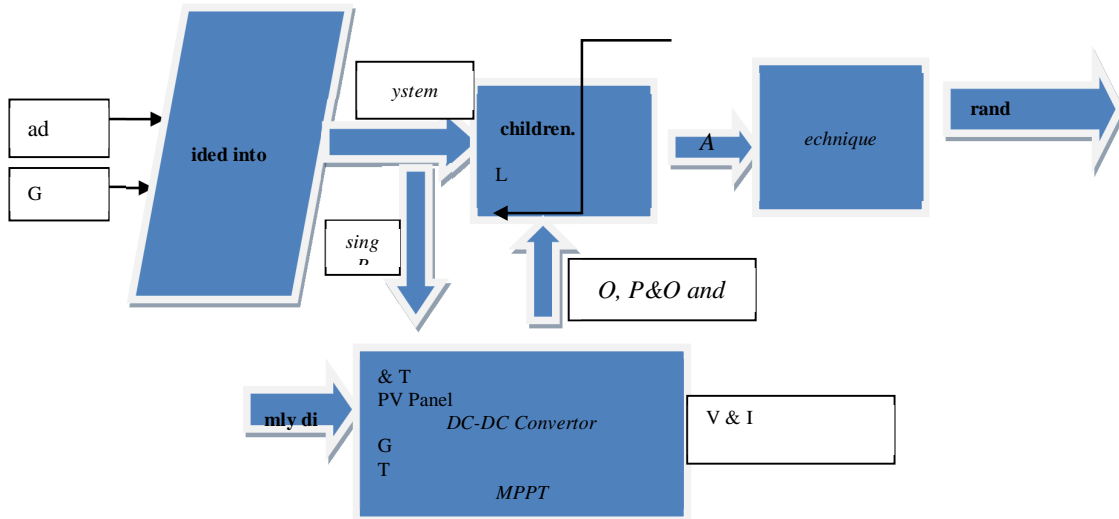 ad
G
ided into
ystem
children.
L
A
echnique
rand
sing
O, P&O and
mly di
& T
PV Panel
DC-DC Convertor
G
T
MPPT
V & I